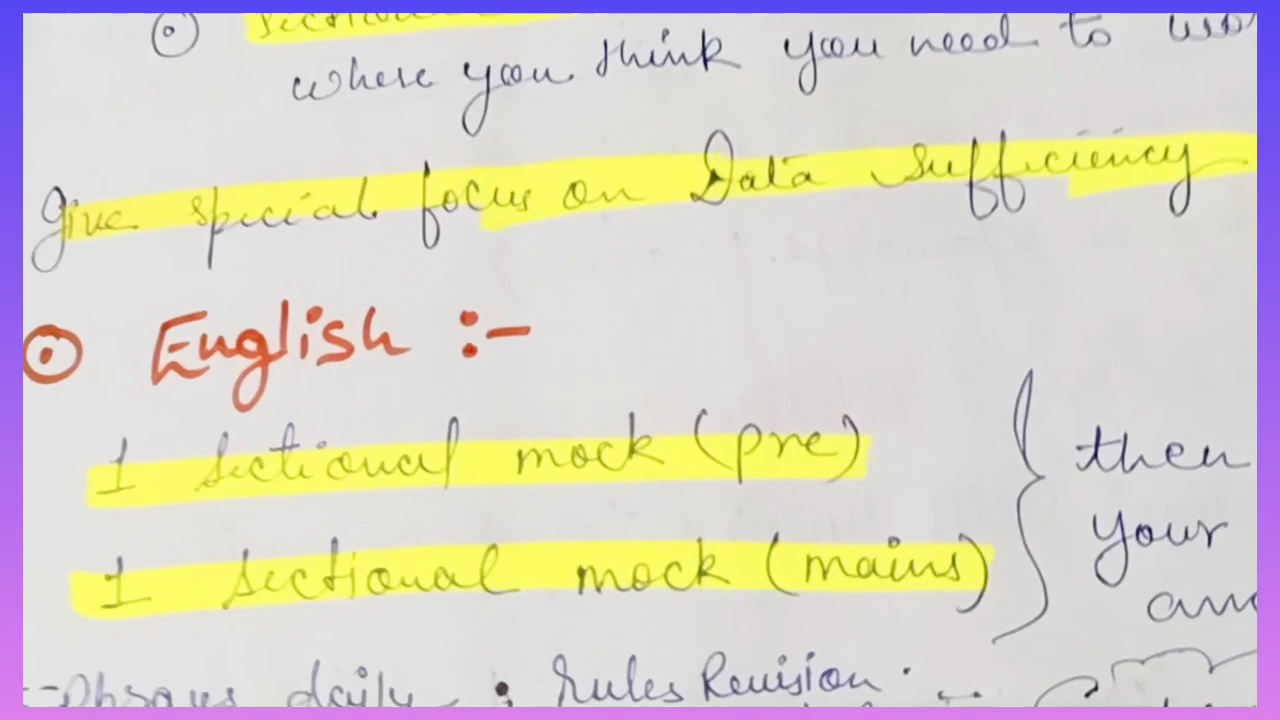 where you think you need to
Give special focus on Data Sufficiency
English :-
1 Sectional mock (pre)
1 Sectional mock (mains)
then
your
daily ; Rules Revision.